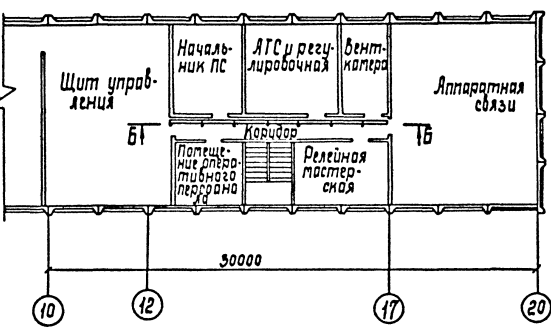 Щит управ-
ления
Началь-
ник ПС
АТС и регу-
лировочная
Вент-
камера
Аппаратная
связи
Б
Коридор
Б
Помеще-
ние опера-
тивного
персона
ла
Релейная
мастер-
ская
30000
10
12
17
20